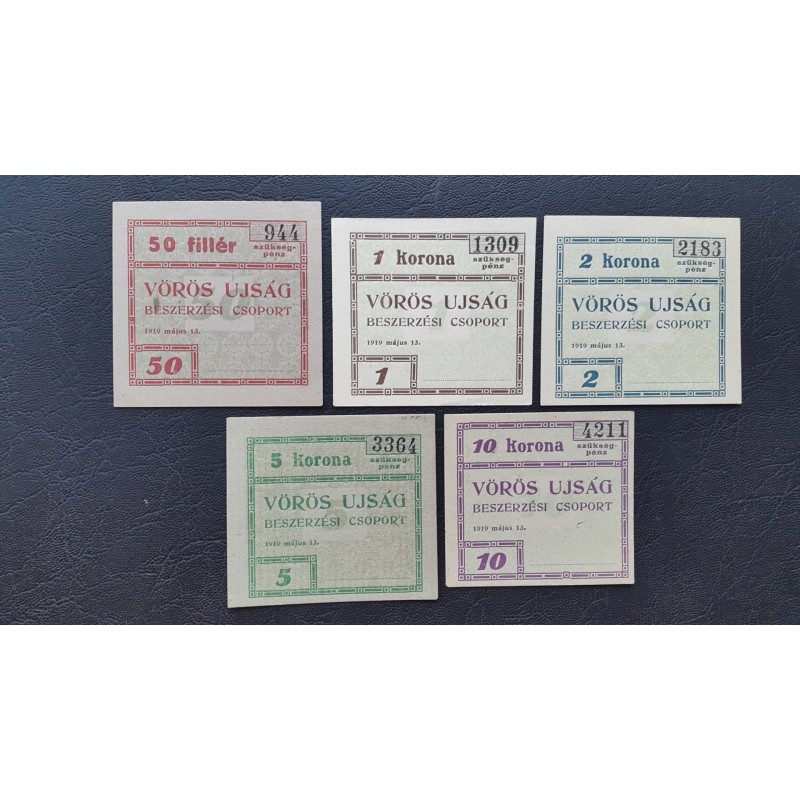 50 fillér
944
szükség-
pénz
VÖRÖS UJSÁG
BESZERZÉSI CSOPORT
1919 május 13.
50
1 korona
1309
szükség-
pénz
VÖRÖS UJSÁG
BESZERZÉSI CSOPORT
1919 május 13.
1
2 korona
2183
szükség-
pénz
VÖRÖS UJSÁG
BESZERZÉSI CSOPORT
1919 május 13.
2
5 korona
3364
szükség-
pénz
VÖRÖS UJSÁG
BESZERZÉSI CSOPORT
1919 május 13.
5
10 korona
4211
szükség-
pénz
VÖRÖS UJSÁG
BESZERZÉSI CSOPORT
1919 május 13.
10